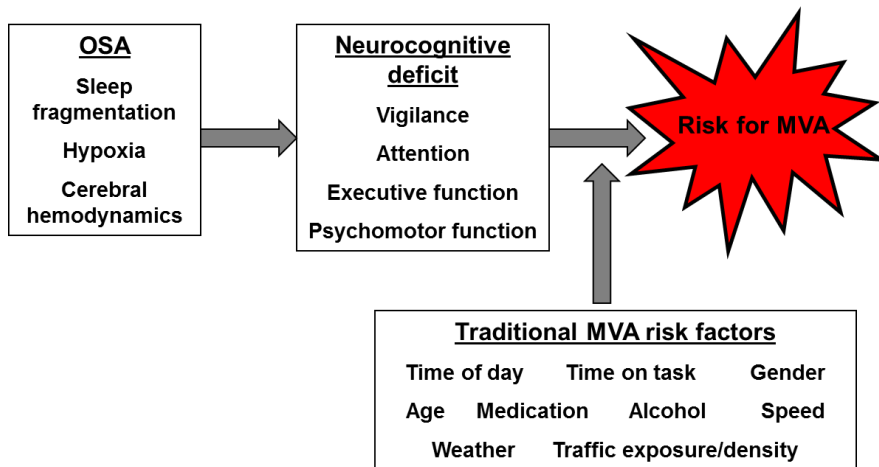 OSA
Sleep
fragmentation
Hypoxia
Cerebral
hemodynamics
Neurocognitive
deficit
Vigilance
Attention
Executive function
Psychomotor function
Risk for MVA
Traditional MVA risk factors
Time of day Time on task Gender
Age Medication Alcohol Speed
Weather Traffic exposure/density